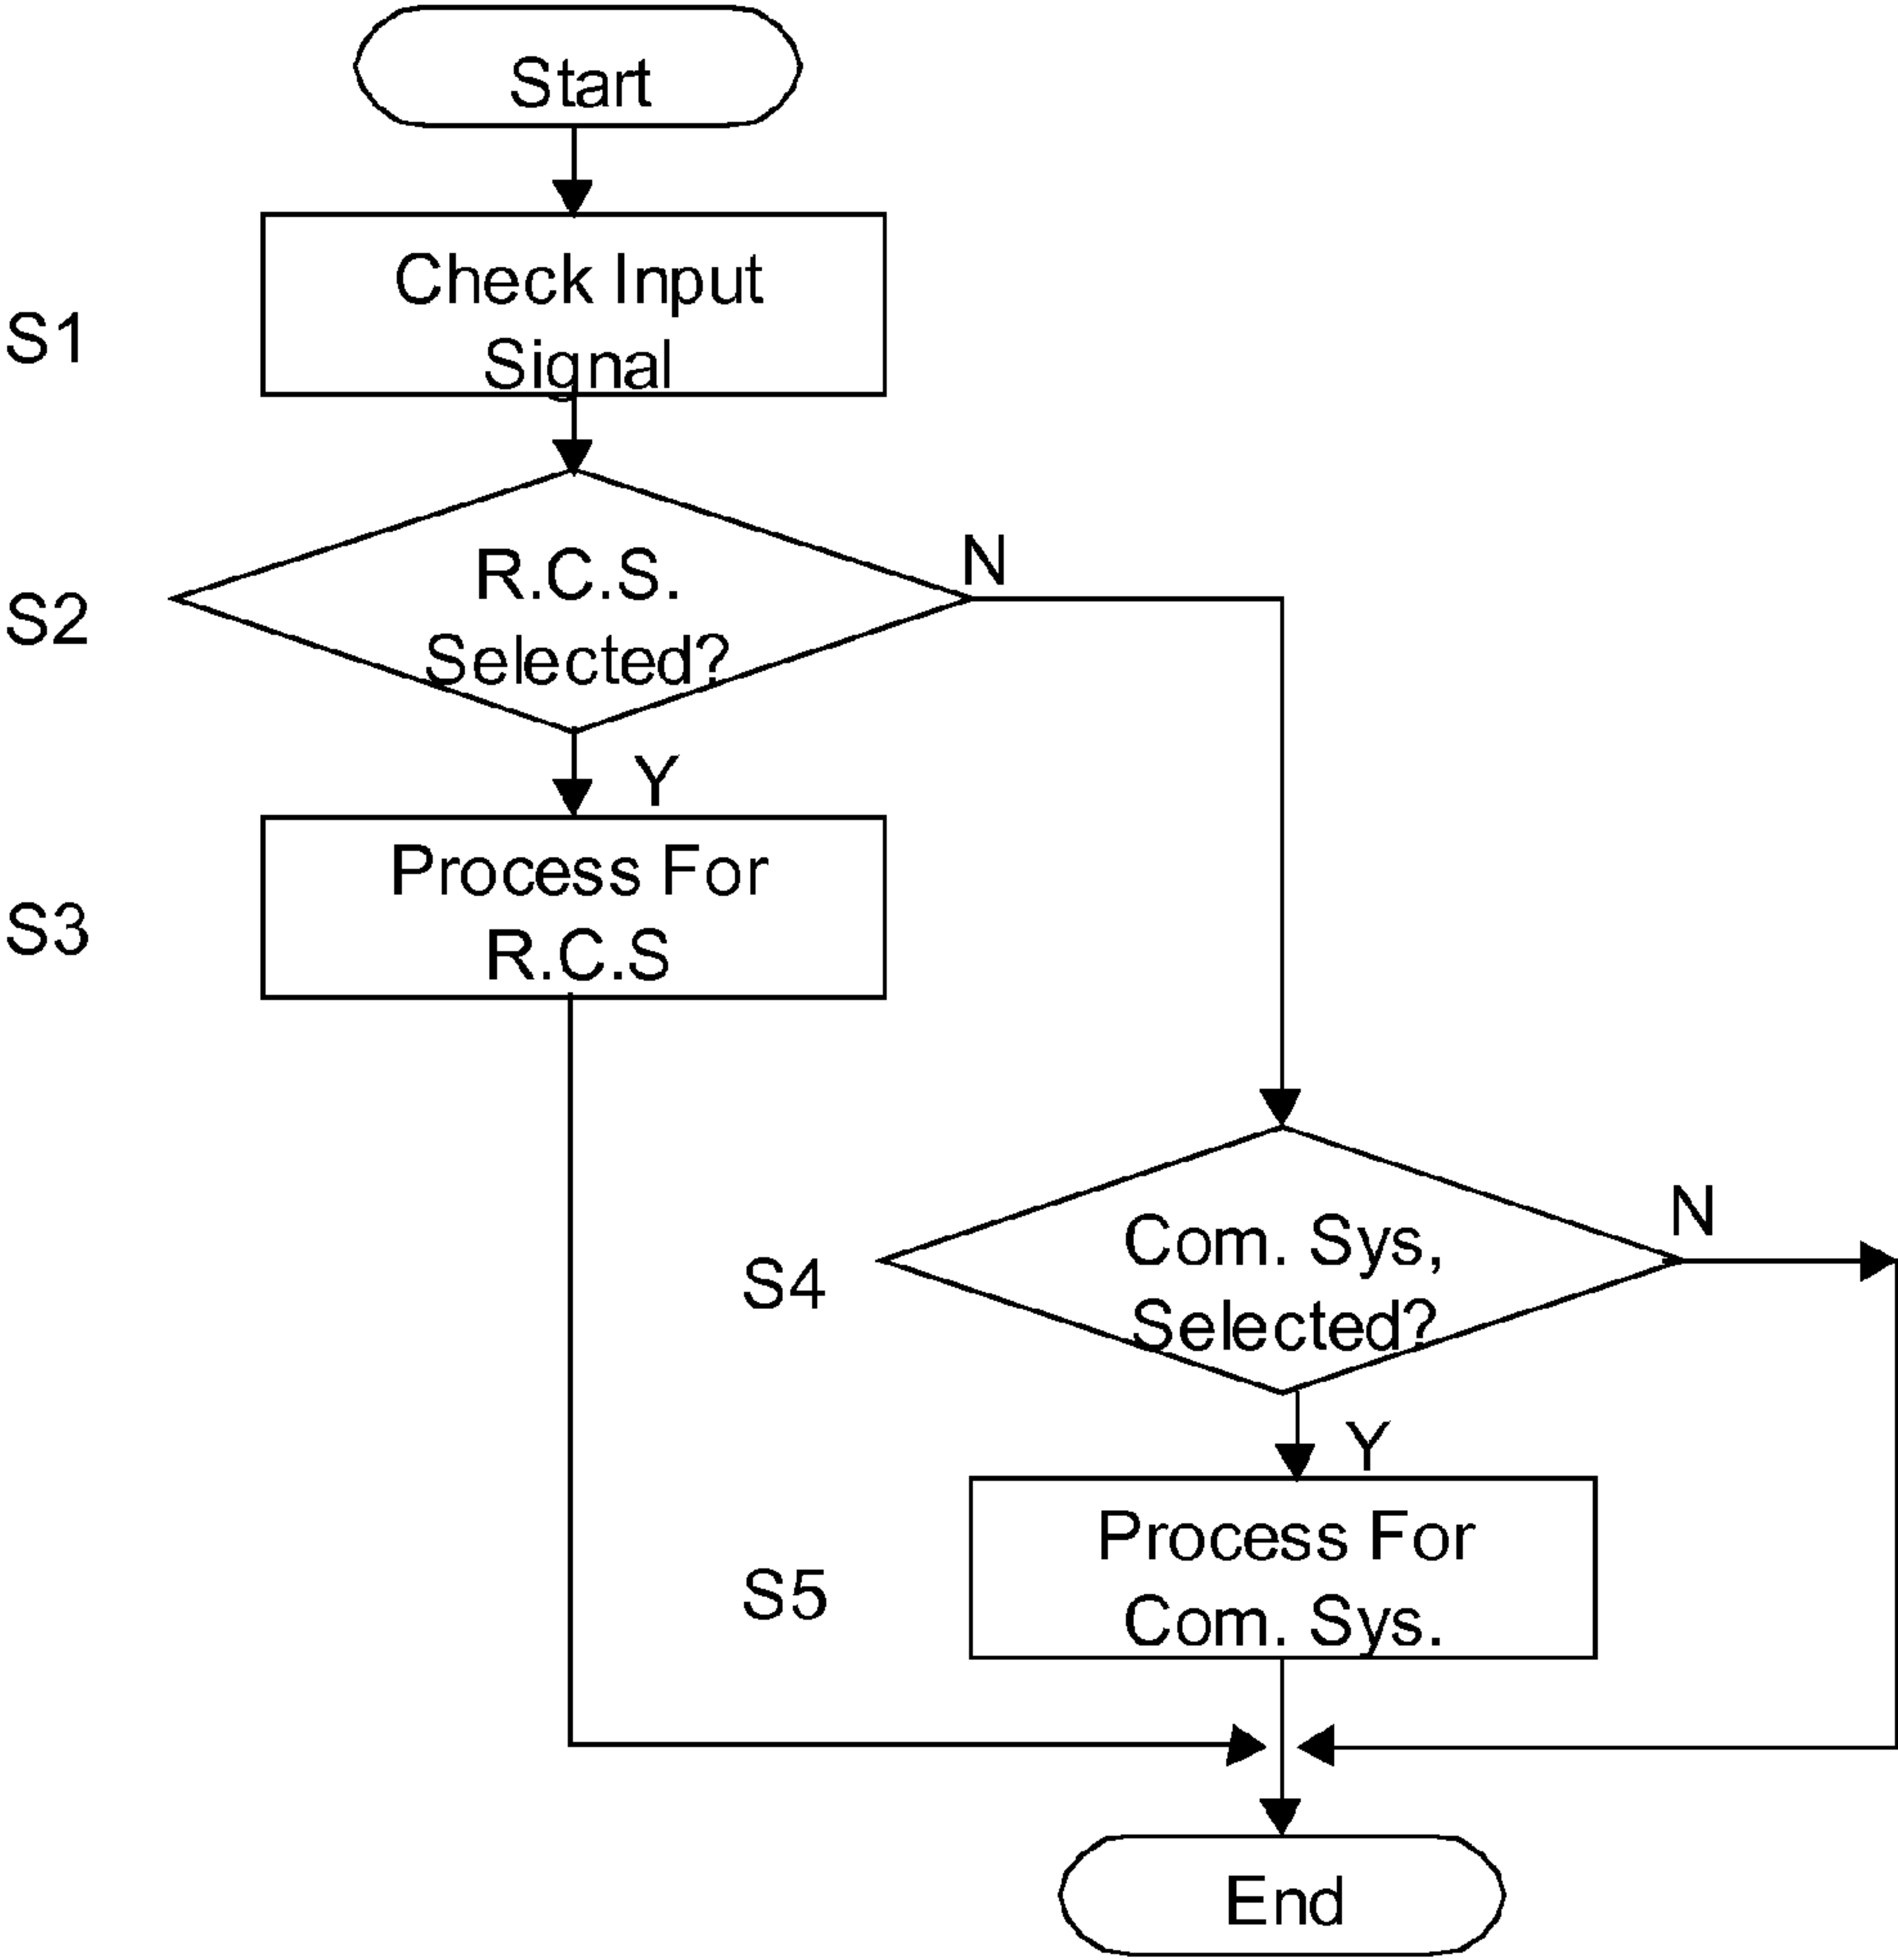 Start
Check Input
Signal
S1
R.C.S.
Selected?
N
S2
Y
Process For
R.C.S
S3
Com. Sys,
Selected?
N
S4
Y
Process For
Com. Sys.
S5
End